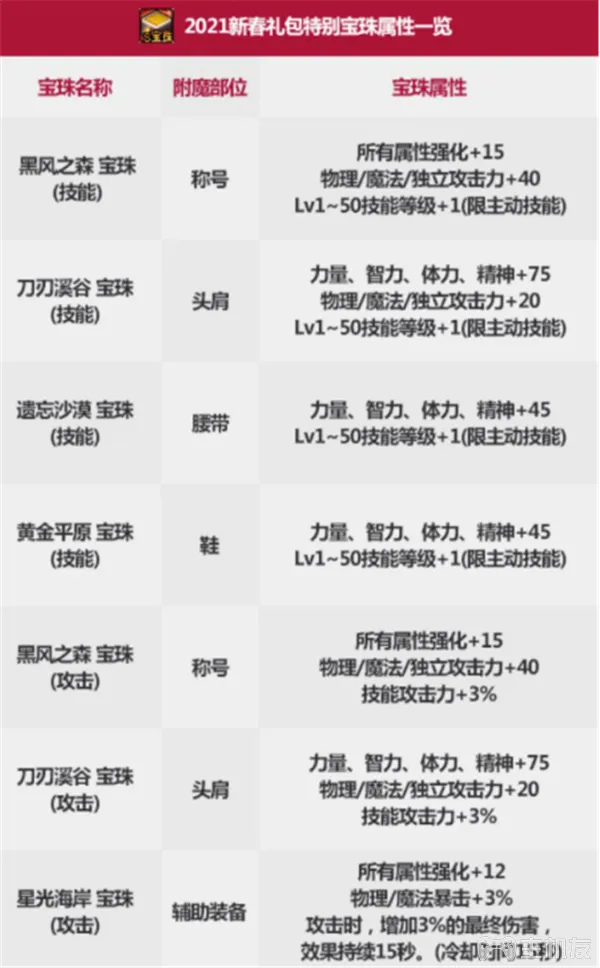 2021新春礼包特别宝珠属性一览
宝珠名称 附魔部位 宝珠属性
黑风之森 宝珠
(技能)
称号
所有属性强化+15
物理/魔法/独立攻击力+40
Lv1~50技能等级+1(限主动技能)
刀刃溪谷 宝珠
(技能)
头肩
力量、智力、体力、精神+75
物理/魔法/独立攻击力+20
Lv1~50技能等级+1(限主动技能)
遗忘沙漠 宝珠
(技能)
腰带
力量、智力、体力、精神+45
Lv1~50技能等级+1(限主动技能)
黄金平原 宝珠
(技能)
鞋
力量、智力、体力、精神+45
Lv1~50技能等级+1(限主动技能)
黑风之森 宝珠
(攻击)
称号
所有属性强化+15
物理/魔法/独立攻击力+40
技能攻击力+3%
刀刃溪谷 宝珠
(攻击)
头肩
力量、智力、体力、精神+75
物理/魔法/独立攻击力+20
技能攻击力+3%
星光海岸 宝珠
(攻击)
辅助装备
所有属性强化+12
物理/魔法暴击+3%
攻击时，增加3%的最终伤害，
效果持续15秒。(冷却时间15秒)